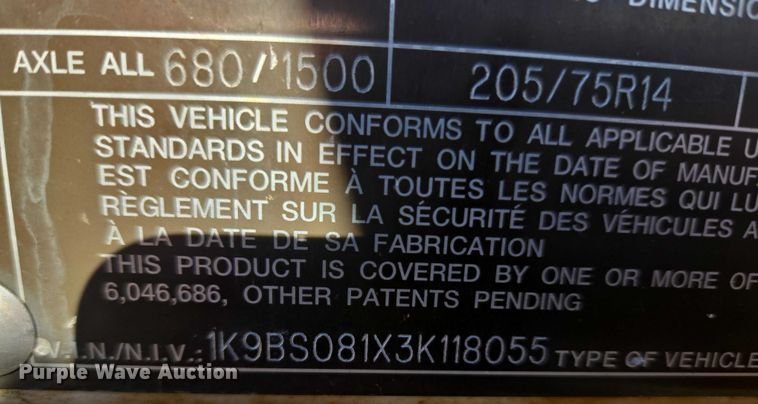 DIMENSIO
AXLE ALL 680/1500 205/75R14
THIS VEHICLE CONFORMS TO ALL APPLICABLE U
STANDARDS IN EFFECT ON THE DATE OF MANUF
EST CONFORME À TOUTES LES NORMES QUI LU
RÈGLEMENT SUR LA SÉCURITÉ DES VÉHICULES A
À LA DATE DE SA FABRICATION
THIS PRODUCT IS COVERED BY ONE OR MORE OF
6,046,686, OTHER PATENTS PENDING
V.I.N./N.I.V.: 1K9BS081X3K118055 TYPE OF VEHICLE
Purple Wave Auction